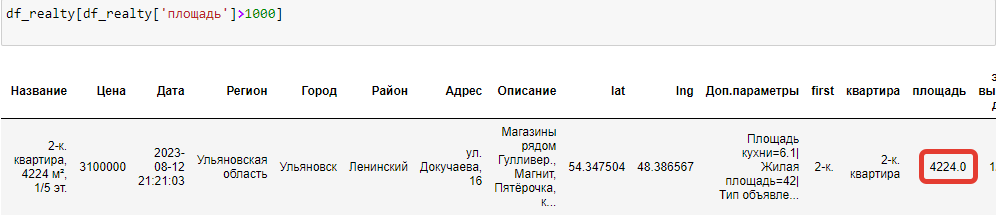 df_realty[df_realty['площадь']>1000]
Название
Цена
Дата
Регион
Город
Район
Адрес
Описание
lat
lng
Доп.параметры
first
квартира
площадь
2-к.
квартира,
4224 м²,
1/5 эт.
3100000
2023-
08-12
21:21:03
Ульяновская
область
Ульяновск
Ленинский
ул.
Докучаева,
16
Магазины
рядом
Гулливер.,
Магнит,
Пятёрочка,
к...
54.347504
48.386567
Площадь
кухни=6.1|
Жилая
площадь=42|
Тип объявле...
2-к.
2-к.
квартира
4224.0